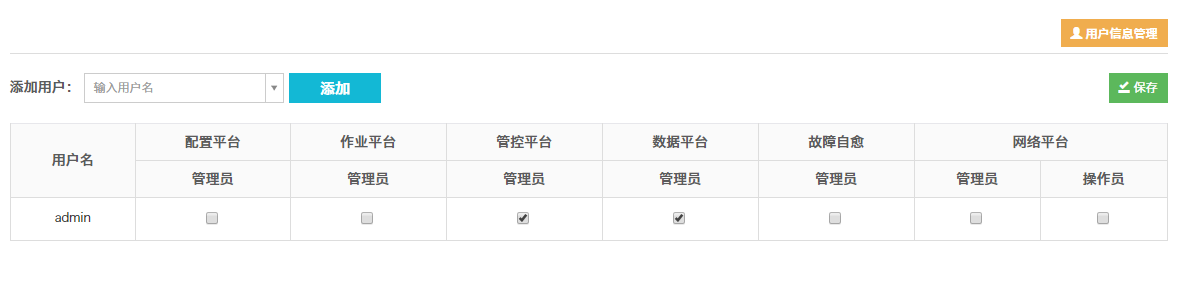 用户信息管理
添加用户： 输入用户名 添加 保存
用户名 配置平台 作业平台 管控平台 数据平台 故障自愈 网络平台
管理员 管理员 管理员 管理员 管理员 管理员 操作员
admin